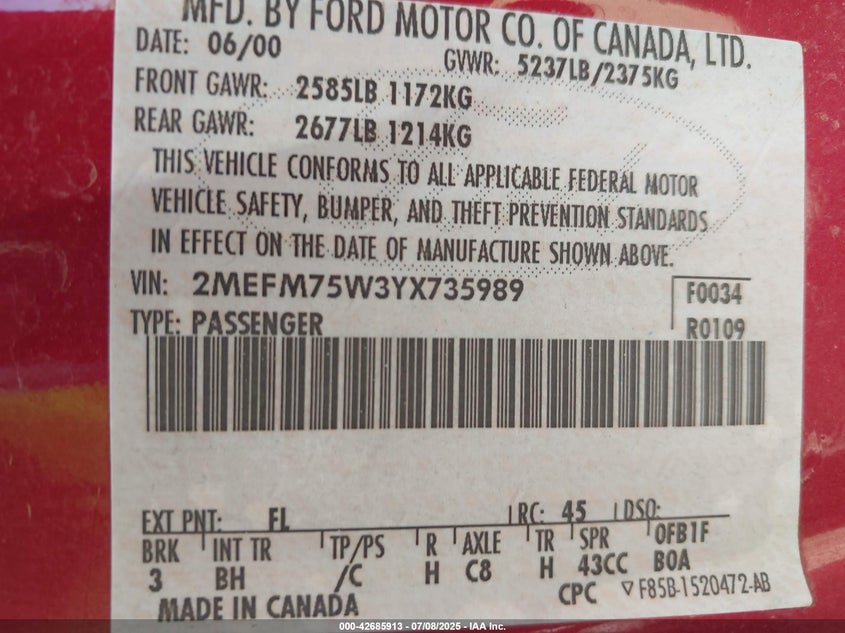 MFD. BY FORD MOTOR CO. OF CANADA, LTD.
DATE: 06/00 GVWR: 5237LB/2375KG
FRONT GAWR: 2585LB 1172KG
REAR GAWR: 2677LB 1214KG
THIS VEHICLE CONFORMS TO ALL APPLICABLE FEDERAL MOTOR
VEHICLE SAFETY, BUMPER, AND THEFT PREVENTION STANDARDS
IN EFFECT ON THE DATE OF MANUFACTURE SHOWN ABOVE.
VIN: 2MEFM75W3YX735989 F0034
TYPE: PASSENGER R0109
EXT PNT: FL RC: 45 DSO:
BRK INT TR TP/PS R AXLE TR SPR 0FB1F
3 BH /C H C8 H 43CC B0A
MADE IN CANADA CPC ▽F85B-1520472-AB
000-42685913 - 07/08/2025 - IAA Inc.